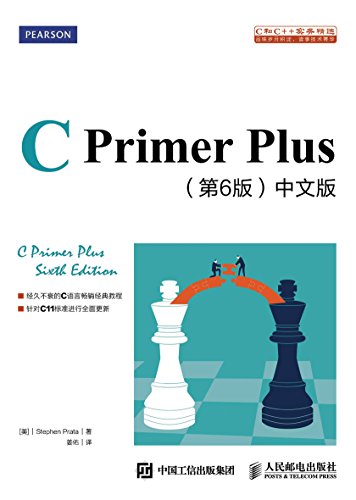 PEARSON
C和C++实务精选
C Primer Plus
（第6版）中文版
C Primer Plus
Sixth Edition
经久不衰的C语言畅销经典教程
针对C11标准进行全面更新
[美] Stephen Prata 著
姜佑 译
中国工信出版集团
人民邮电出版社
POSTS & TELECOM PRESS